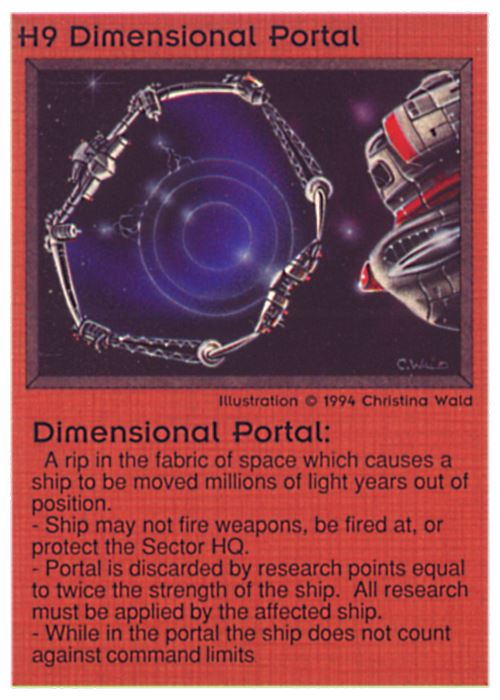 H9 Dimensional Portal
C.Wald
Illustration © 1994 Christina Wald
Dimensional Portal:
A rip in the fabric of space which causes a
ship to be moved millions of light years out of
position.
- Ship may not fire weapons, be fired at, or
protect the Sector HQ.
- Portal is discarded by research points equal
to twice the strength of the ship. All research
must be applied by the affected ship.
- While in the portal the ship does not count
against command limits